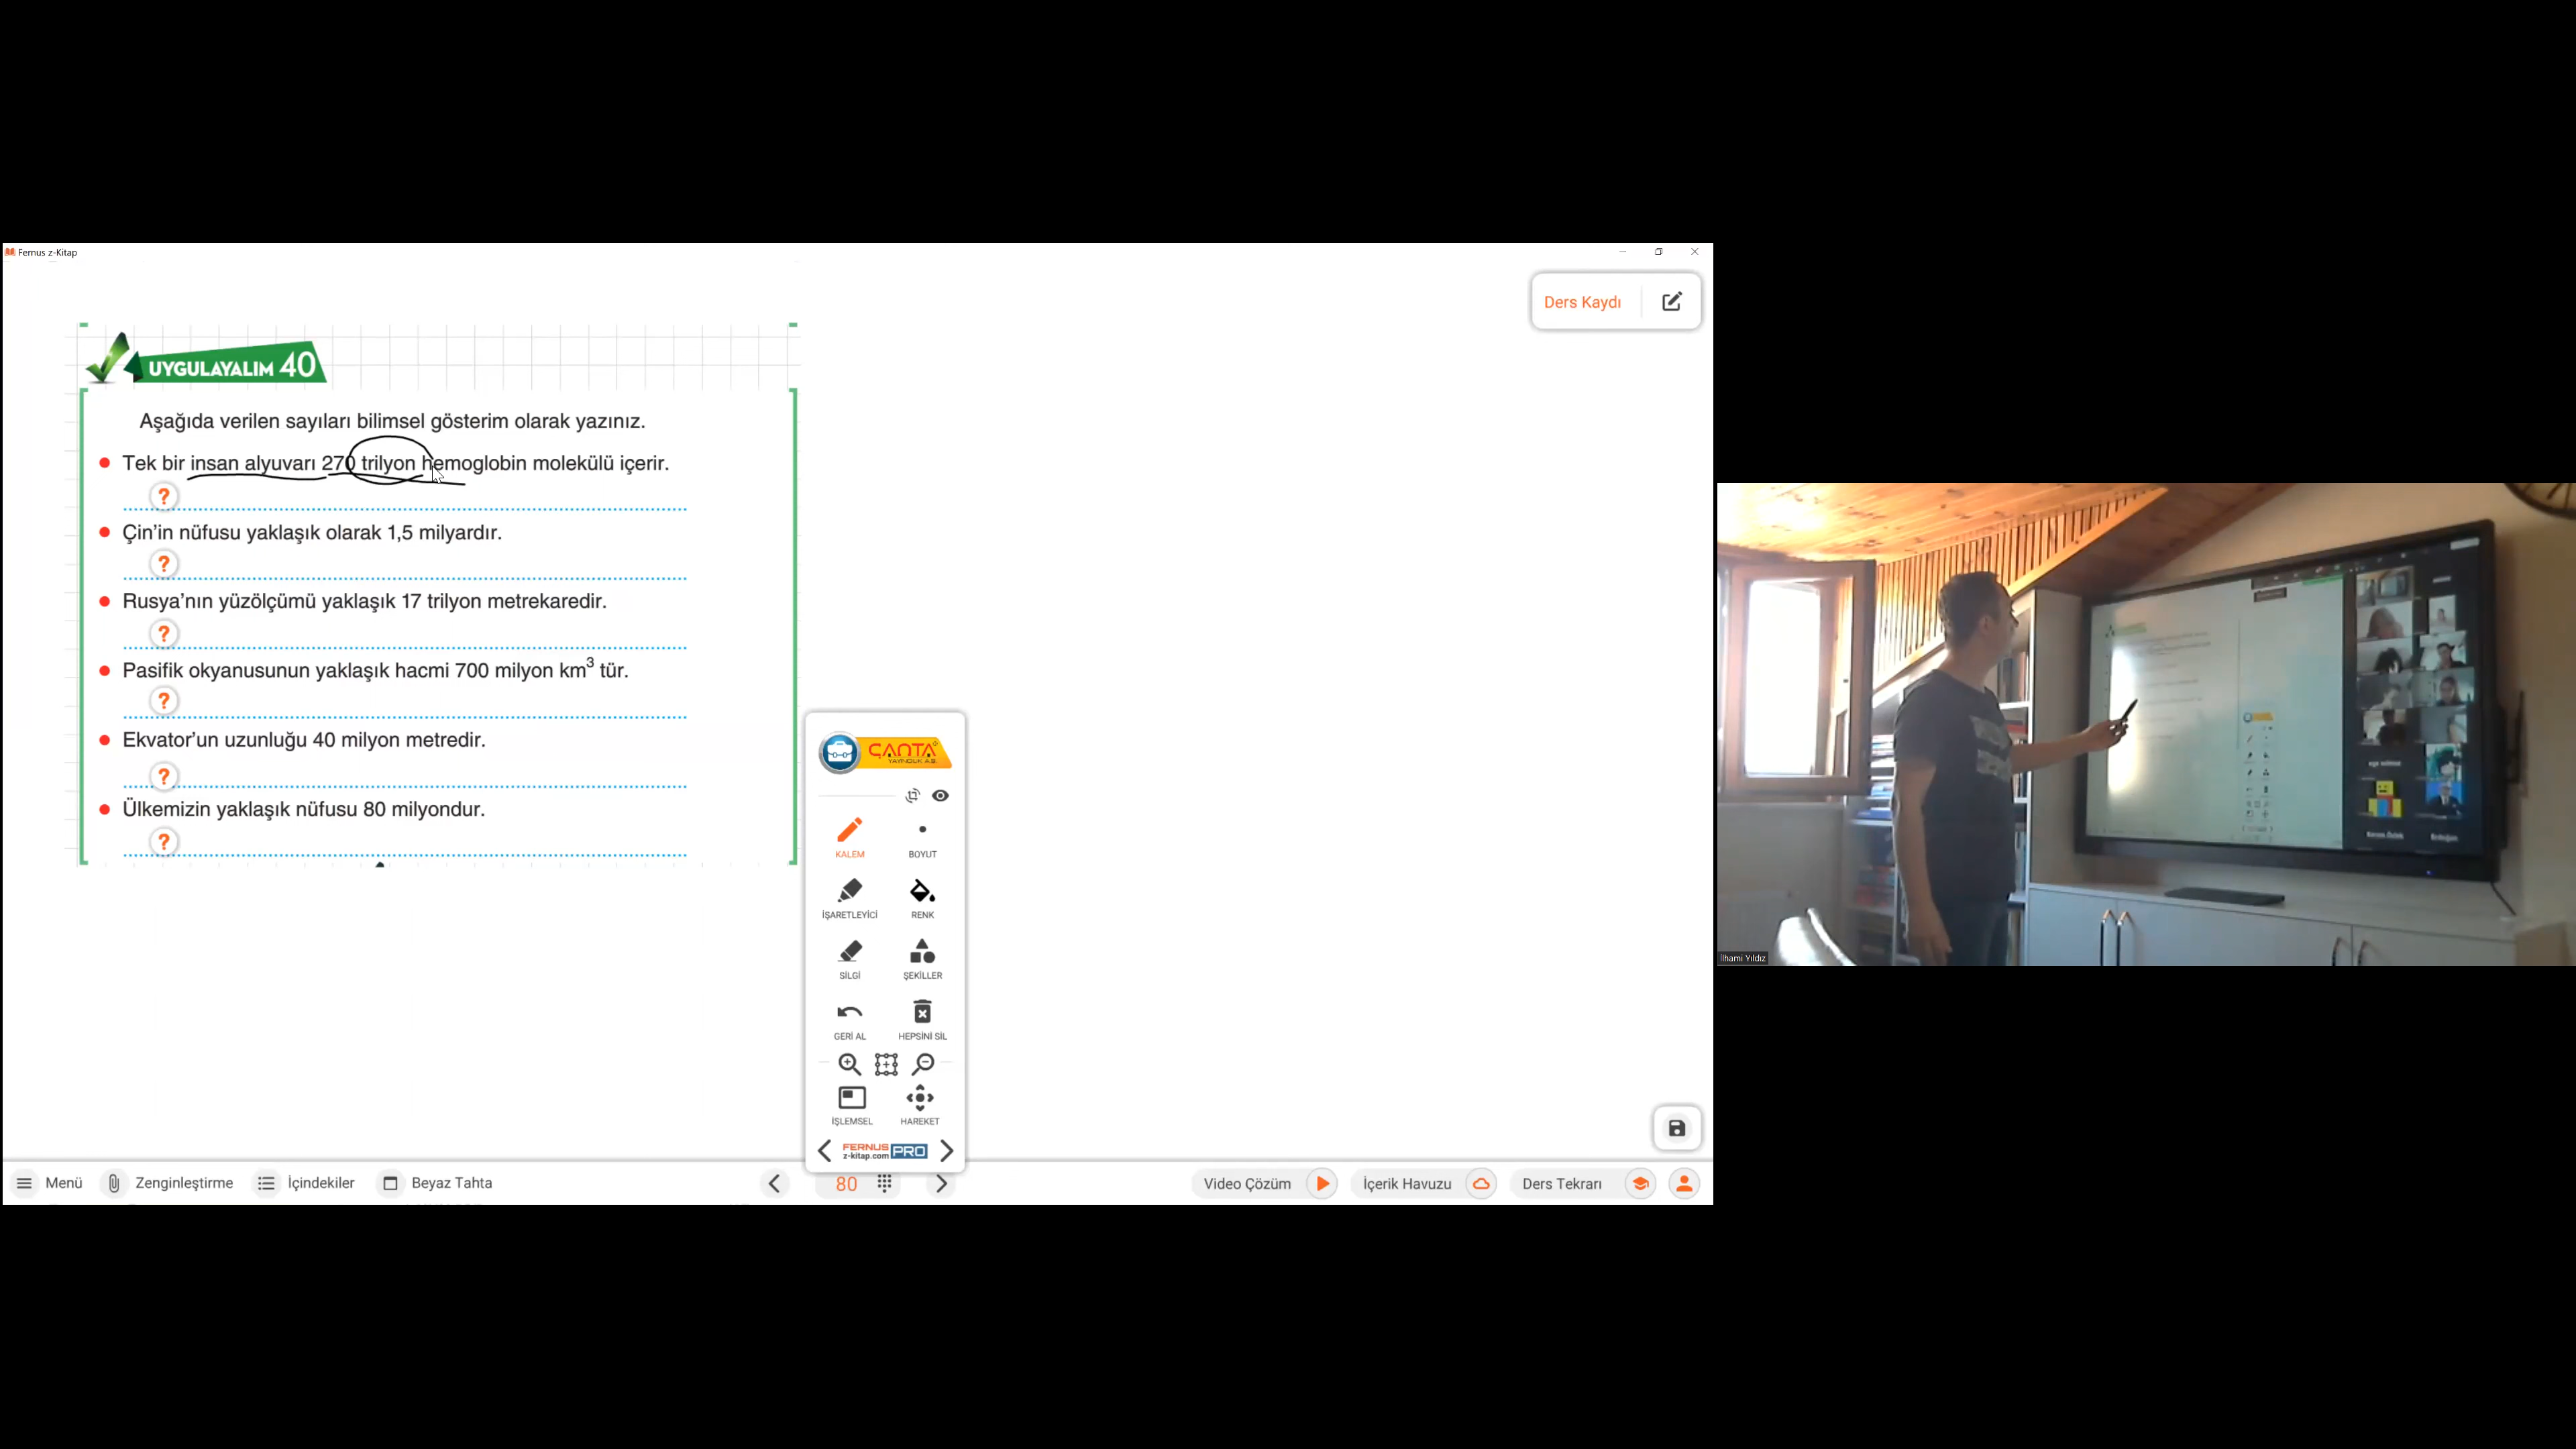 Fernus z-Kitap
Ders Kaydı
UYGULAYALIM 40
Aşağıda verilen sayıları bilimsel gösterim olarak yazınız.
Tek bir insan alyuvarı 270 trilyon hemoglobin molekülü içerir.
?
Çin’in nüfusu yaklaşık olarak 1,5 milyardır.
?
Rusya’nın yüzölçümü yaklaşık 17 trilyon metrekaredir.
?
Pasifik okyanusunun yaklaşık hacmi 700 milyon km³ tür.
?
Ekvator’un uzunluğu 40 milyon metredir.
?
Ülkemizin yaklaşık nüfusu 80 milyondur.
?
ÇANTA
YAYINCILIK A.Ş.
KALEM
BOYUT
İŞARETLEYİCİ
RENK
SİLGİ
ŞEKİLLER
GERİ AL
HEPSİNİ SİL
İŞLEMSEL
HAREKET
FERNUS
z-kitap.com PRO
Menü
Zenginleştirme
İçindekiler
Beyaz Tahta
80
Video Çözüm
İçerik Havuzu
Ders Tekrarı
İlhami Yıldız